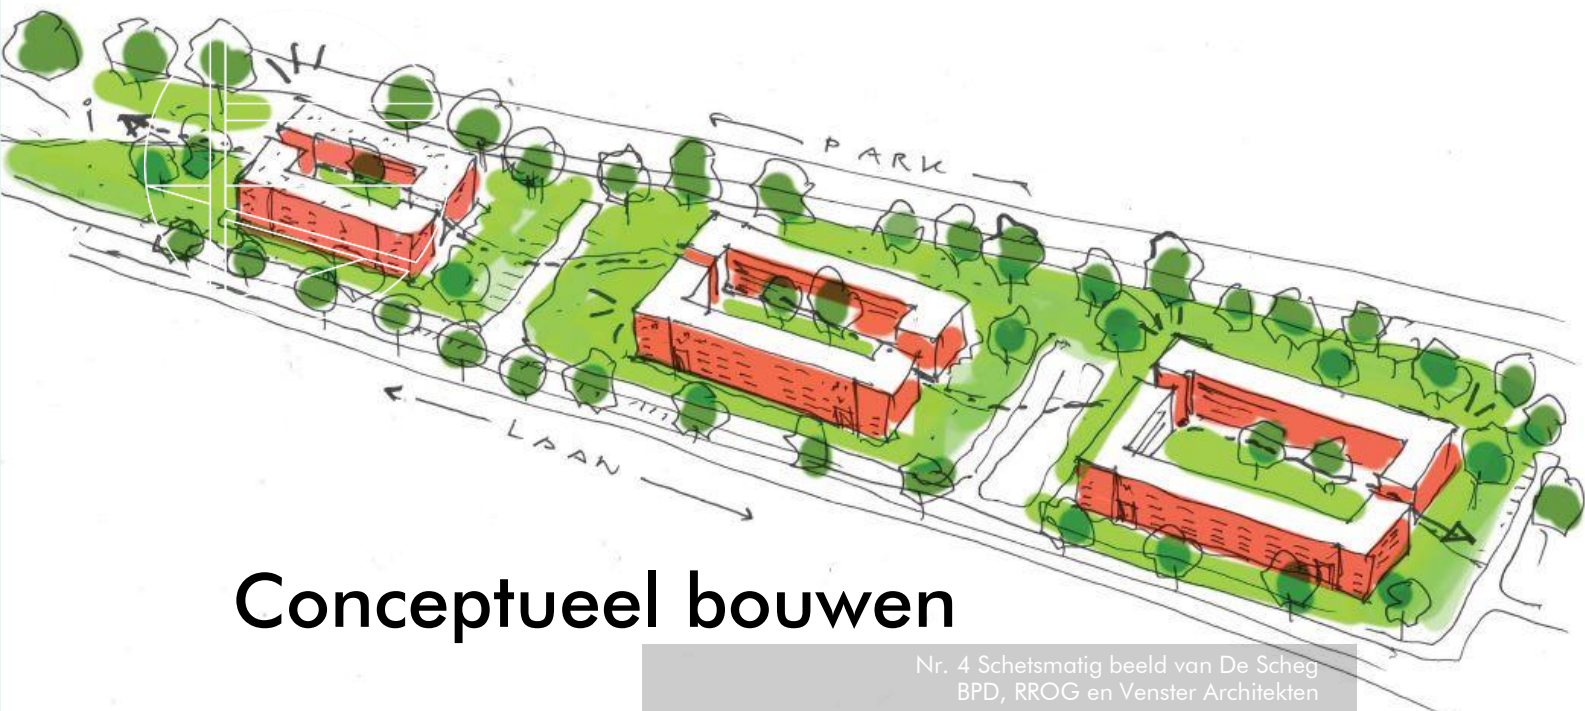 PARK
LAAN
Conceptueel bouwen
Nr. 4 Schetsmatig beeld van De Scheg
BPD, RROG en Venster Architekten